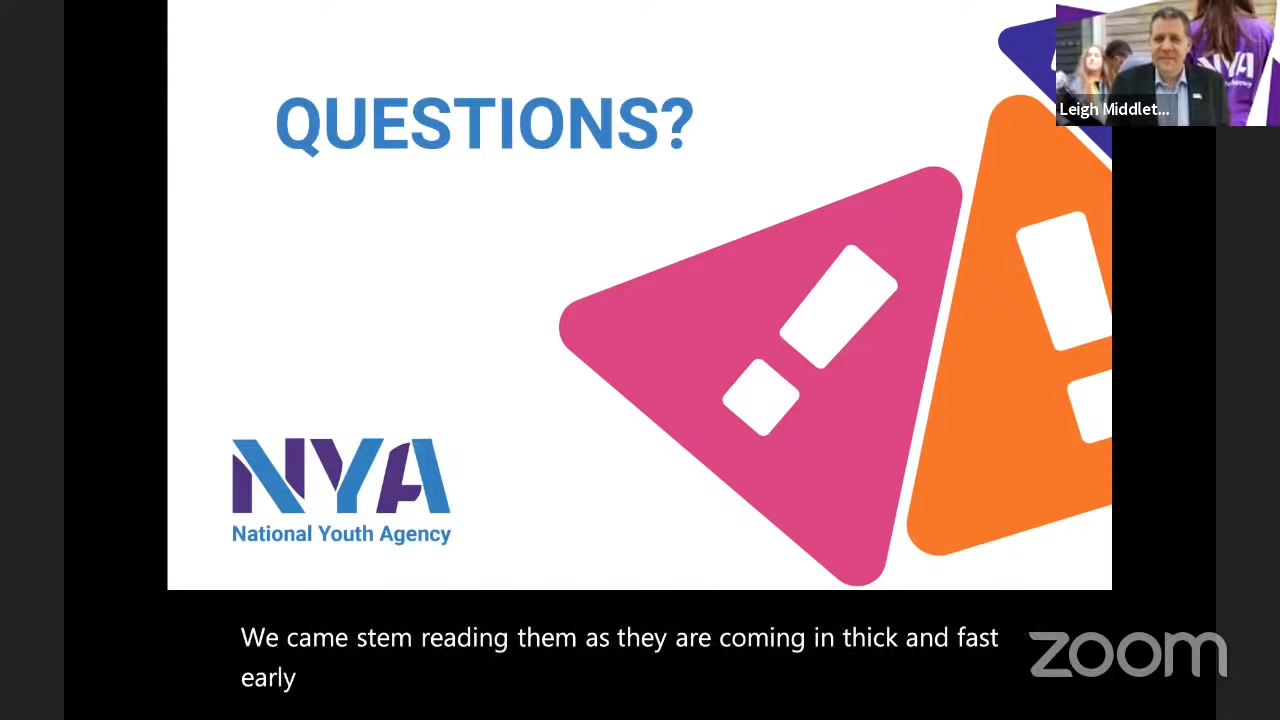 QUESTIONS?
NYA
Leigh Middlet...
NYA
National Youth Agency
We came stem reading them as they are coming in thick and fast
early
zoom